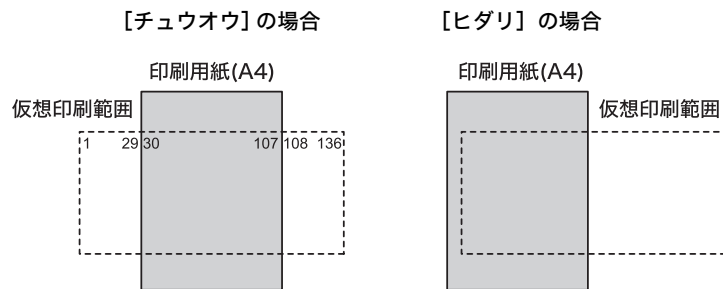 [チュウオウ] の場合
印刷用紙(A4)
仮想印刷範囲
1 29 30 107 108 136
[ヒダリ] の場合
印刷用紙(A4)
仮想印刷範囲